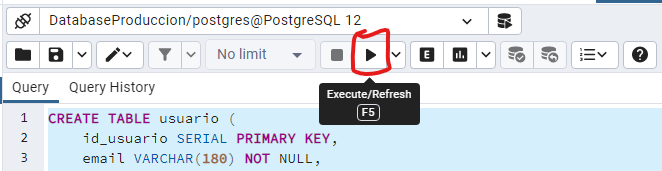 DatabaseProduccion/postgres@PostgreSQL 12
No limit
E
Execute/Refresh
F5
Query Query History
1 CREATE TABLE usuario (
2 id_usuario SERIAL PRIMARY KEY,
3 email VARCHAR(180) NOT NULL,